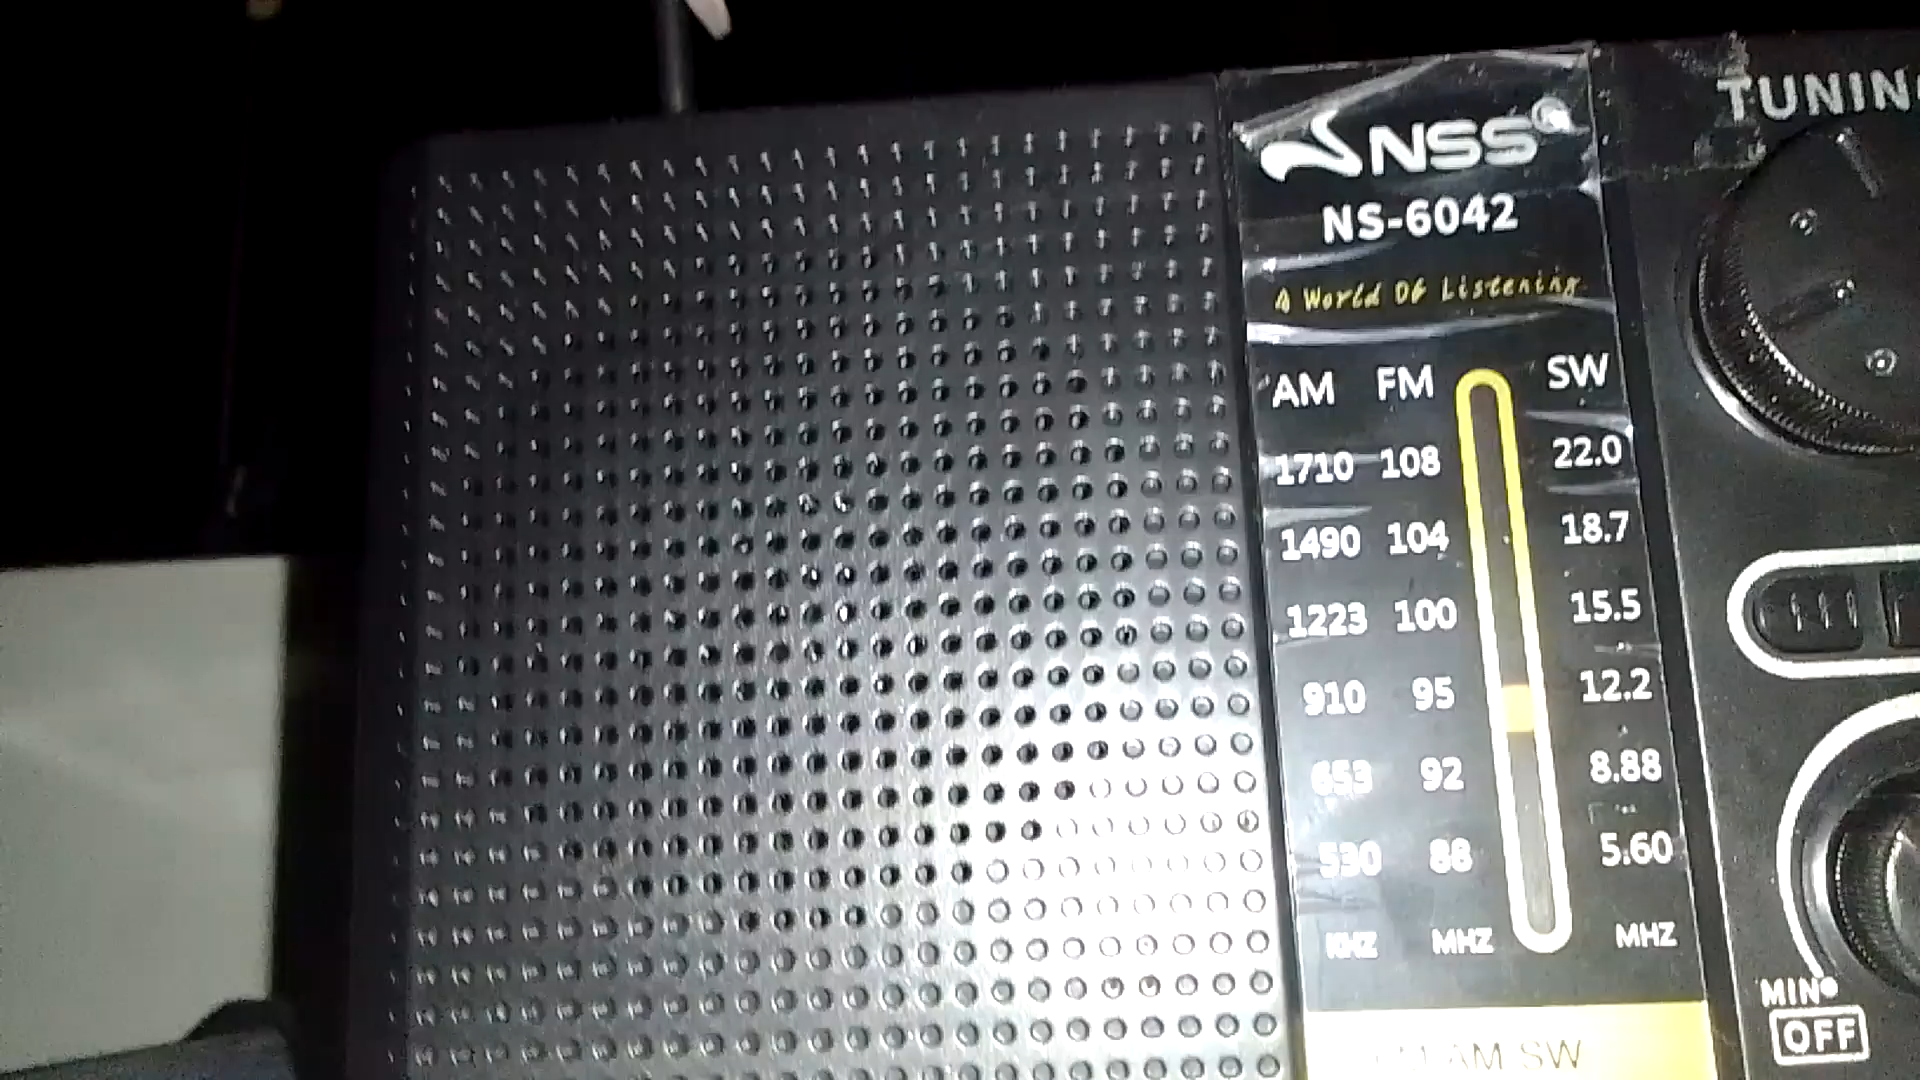 NSS®
NS-6042
A World Of Listening
AM FM SW
1710 108 22.0
1490 104 18.7
1223 100 15.5
910 95 12.2
653 92 8.88
530 88 5.60
KHZ MHZ MHZ
AM SW
TUNIN
MIN
OFF